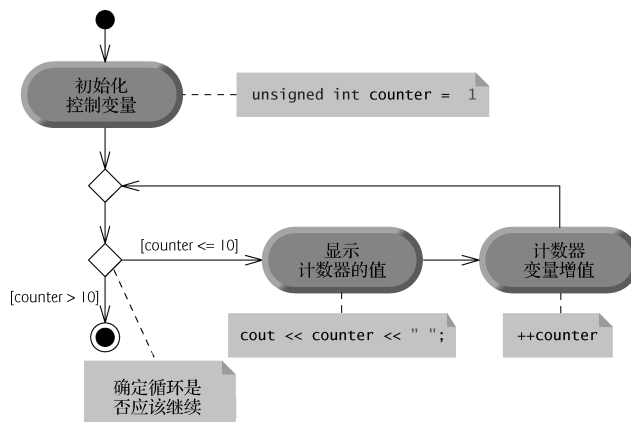 初始化
控制变量
unsigned int counter = 1
[counter <= 10]
显示
计数器的值
计数器
变量增值
[counter > 10]
cout << counter << " ";
++counter
确定循环是
否应该继续